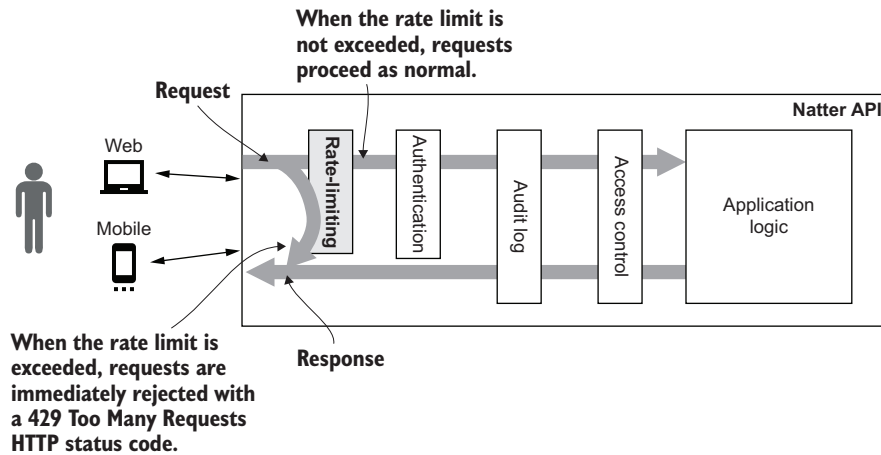 When the rate limit is
not exceeded, requests
proceed as normal.
Request
Natter API
Web
Mobile
Rate-limiting
Authentication
Audit log
Access control
Application
logic
When the rate limit is
exceeded, requests are
immediately rejected with
a 429 Too Many Requests
HTTP status code.
Response